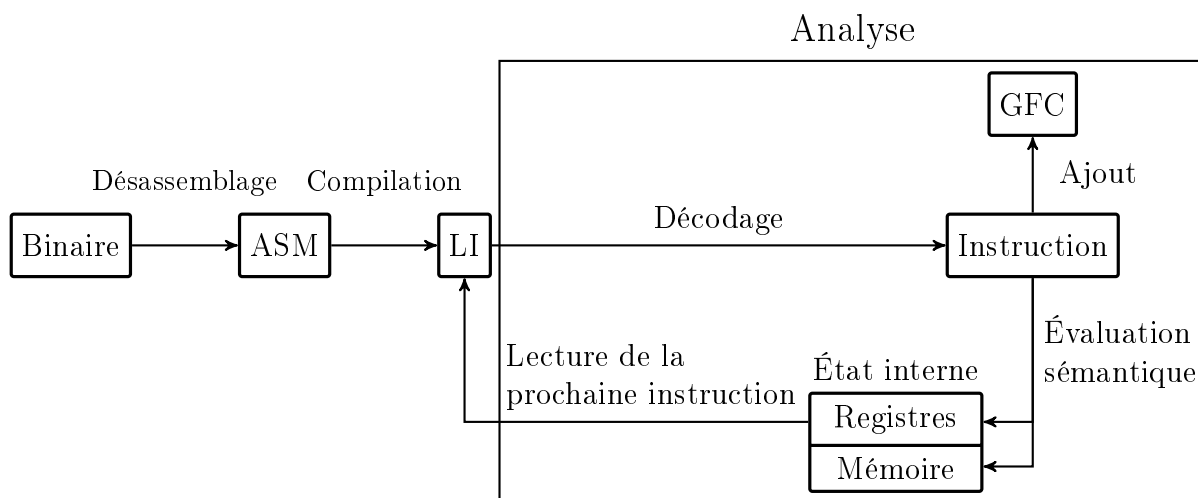 Analyse
GFC
Ajout
Désassemblage
Compilation
Binaire
ASM
LI
Décodage
Instruction
Évaluation
sémantique
Lecture de la
prochaine instruction
État interne
Registres
Mémoire